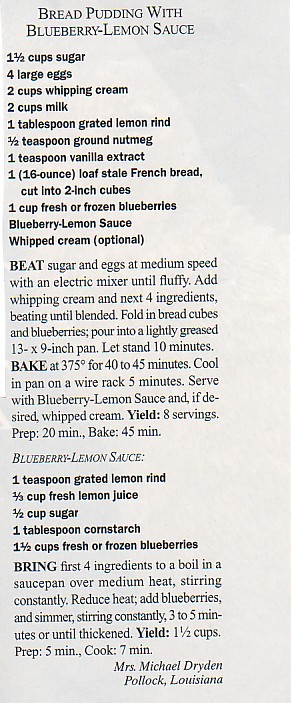 BREAD PUDDING WITH
BLUEBERRY-LEMON SAUCE
1½ cups sugar
4 large eggs
2 cups whipping cream
2 cups milk
1 tablespoon grated lemon rind
½ teaspoon ground nutmeg
1 teaspoon vanilla extract
1 (16-ounce) loaf stale French bread,
cut into 2-inch cubes
1 cup fresh or frozen blueberries
Blueberry-Lemon Sauce
Whipped cream (optional)
BEAT sugar and eggs at medium speed
with an electric mixer until fluffy. Add
whipping cream and next 4 ingredients,
beating until blended. Fold in bread cubes
and blueberries; pour into a lightly greased
13- x 9-inch pan. Let stand 10 minutes.
BAKE at 375° for 40 to 45 minutes. Cool
in pan on a wire rack 5 minutes. Serve
with Blueberry-Lemon Sauce and, if de-
sired, whipped cream. Yield: 8 servings.
Prep: 20 min., Bake: 45 min.
BLUEBERRY-LEMON SAUCE:
1 teaspoon grated lemon rind
⅓ cup fresh lemon juice
½ cup sugar
1 tablespoon cornstarch
1½ cups fresh or frozen blueberries
BRING first 4 ingredients to a boil in a
saucepan over medium heat, stirring
constantly. Reduce heat; add blueberries,
and simmer, stirring constantly, 3 to 5 min-
utes or until thickened. Yield: 1½ cups.
Prep: 5 min., Cook: 7 min.
Mrs. Michael Dryden
Pollock, Louisiana